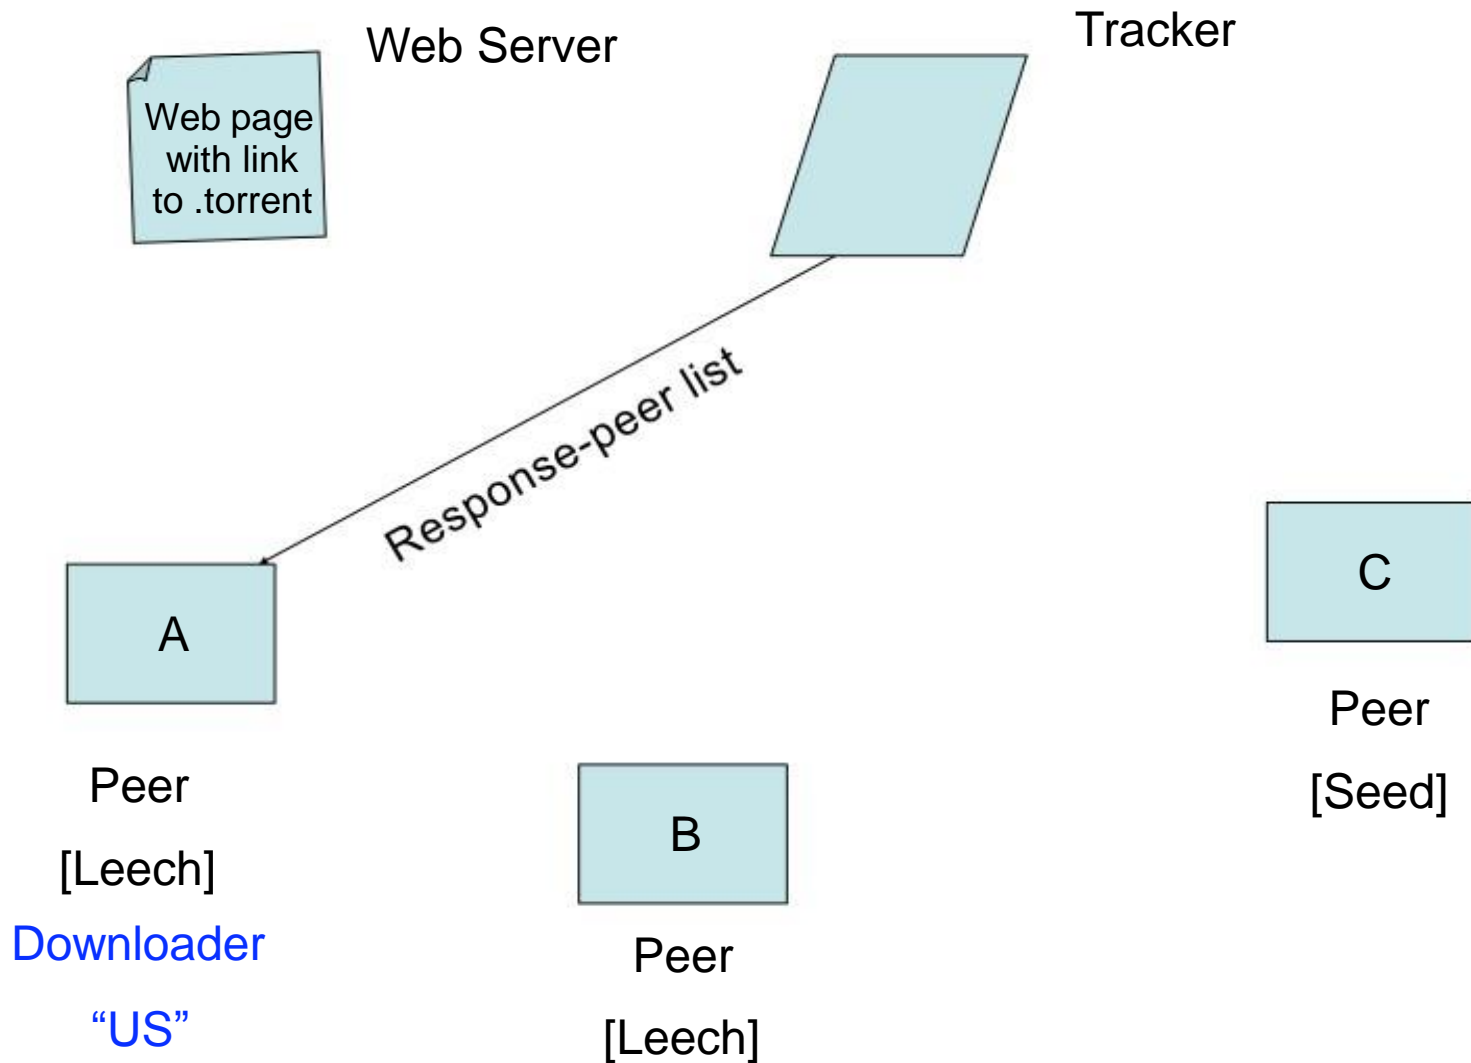 Web Server
Tracker
Web page
with link
to .torrent
Response-peer list
A
C
Peer
[Seed]
Peer
[Leech]
Downloader
“US”
B
Peer
[Leech]